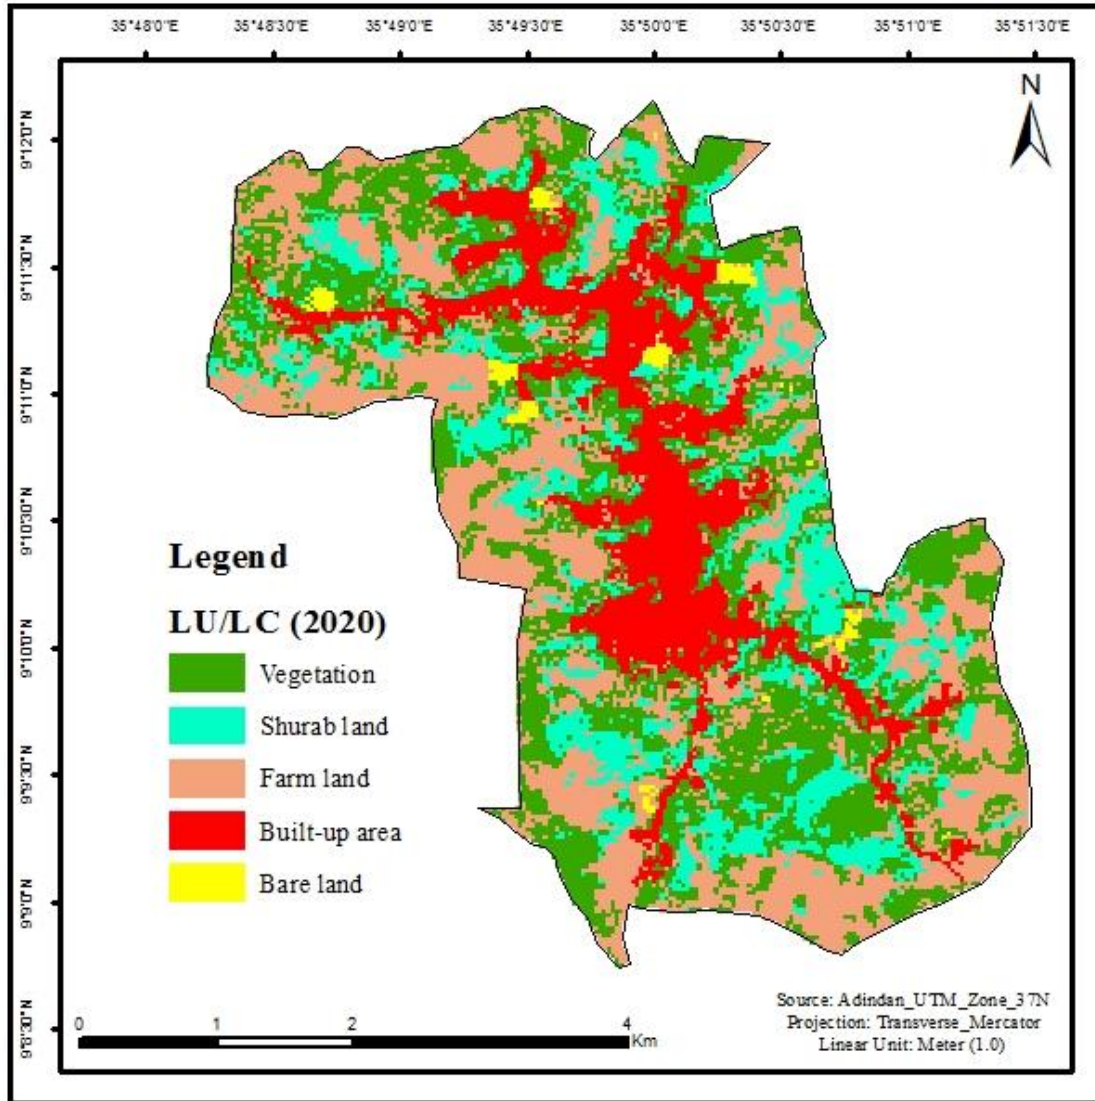 35°48'0"E 35°48'30"E 35°49'0"E 35°49'30"E 35°50'0"E 35°50'30"E 35°51'0"E 35°51'30"E
N
9°12'0"N
9°11'30"N
9°11'0"N
9°10'30"N
9°10'0"N
9°9'30"N
9°9'0"N
9°8'30"N
Legend
LU/LC (2020)
Vegetation
Shurab land
Farm land
Built-up area
Bare land
0 1 2 4
Km
Source: Adindan_UTM_Zone_37N
Projection: Transverse_Mercator
Linear Unit: Meter (1.0)